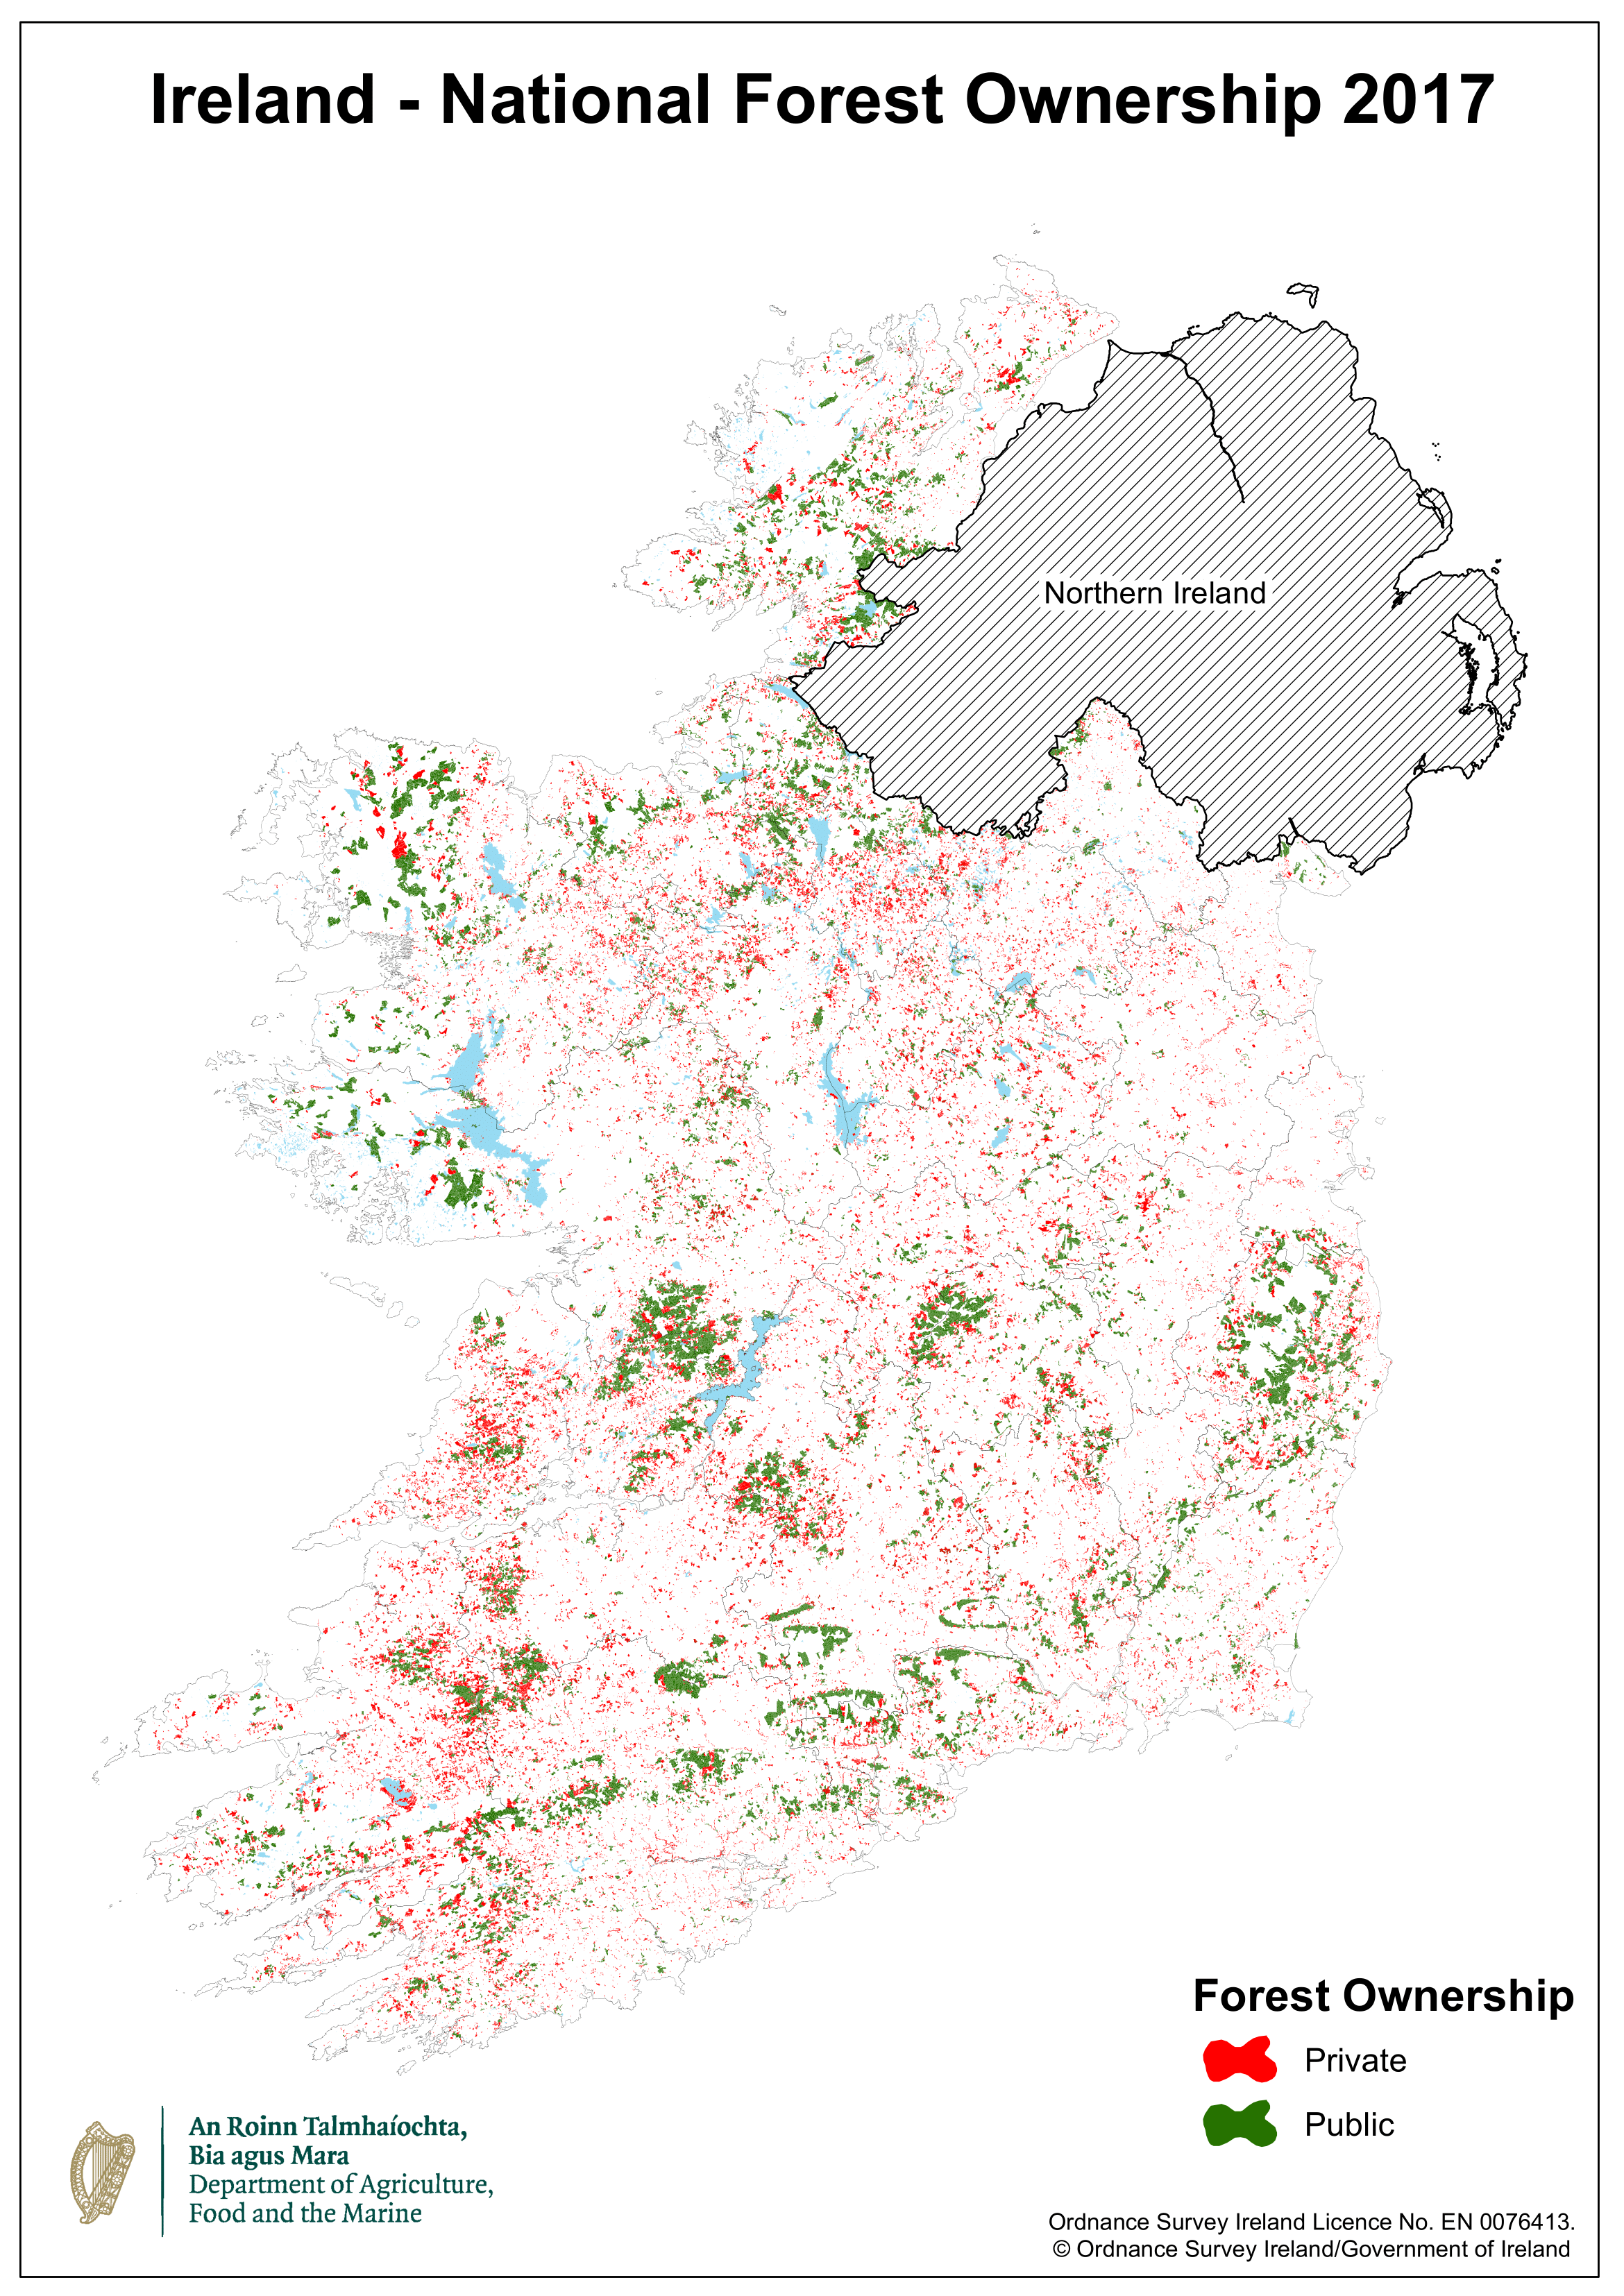 Ireland - National Forest Ownership 2017
Northern Ireland
Forest Ownership
Private
Public
An Roinn Talmhaíochta,
Bia agus Mara
Department of Agriculture,
Food and the Marine
Ordnance Survey Ireland Licence No. EN 0076413.
© Ordnance Survey Ireland/Government of Ireland